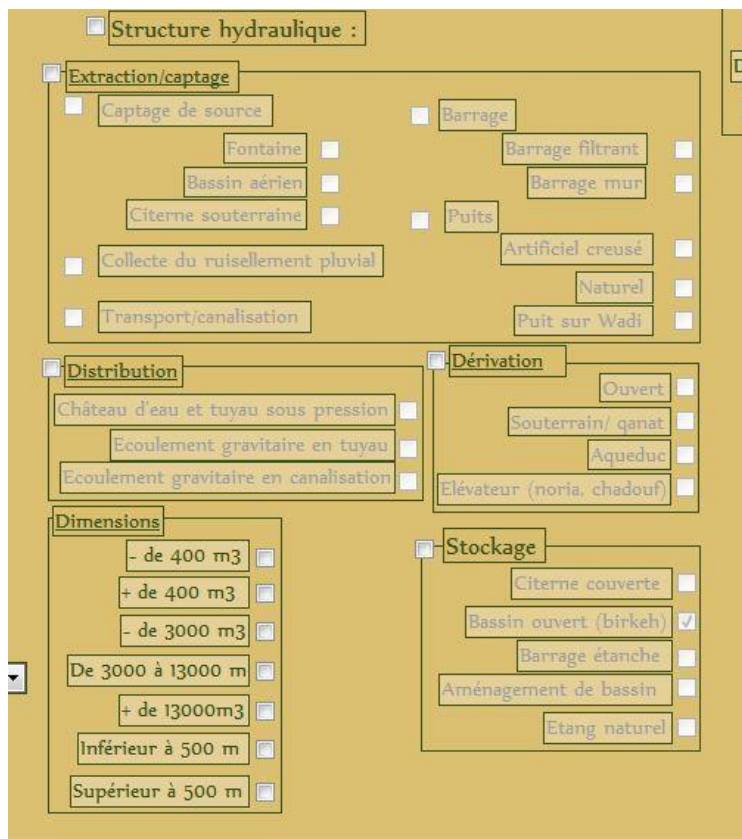 Structure hydraulique :
Extraction/captage
Captage de source
Fontaine
Bassin aérien
Citerne souterraine
Collecte du ruisellement pluvial
Transport/canalisation
Barrage
Barrage filtrant
Barrage mur
Puits
Artificiel creusé
Naturel
Puit sur Wadi
Distribution
Château d'eau et tuyau sous pression
Ecoulement gravitaire en tuyau
Ecoulement gravitaire en canalisation
Dérivation
Ouvert
Souterrain/ qanat
Aqueduc
Elévateur (noria, chadouf)
Dimensions
- de 400 m3
+ de 400 m3
- de 3000 m3
De 3000 à 13000 m
+ de 13000m3
Inférieur à 500 m
Supérieur à 500 m
Stockage
Citerne couverte
Bassin ouvert (birkeh)
Barrage étanche
Aménagement de bassin
Etang naturel